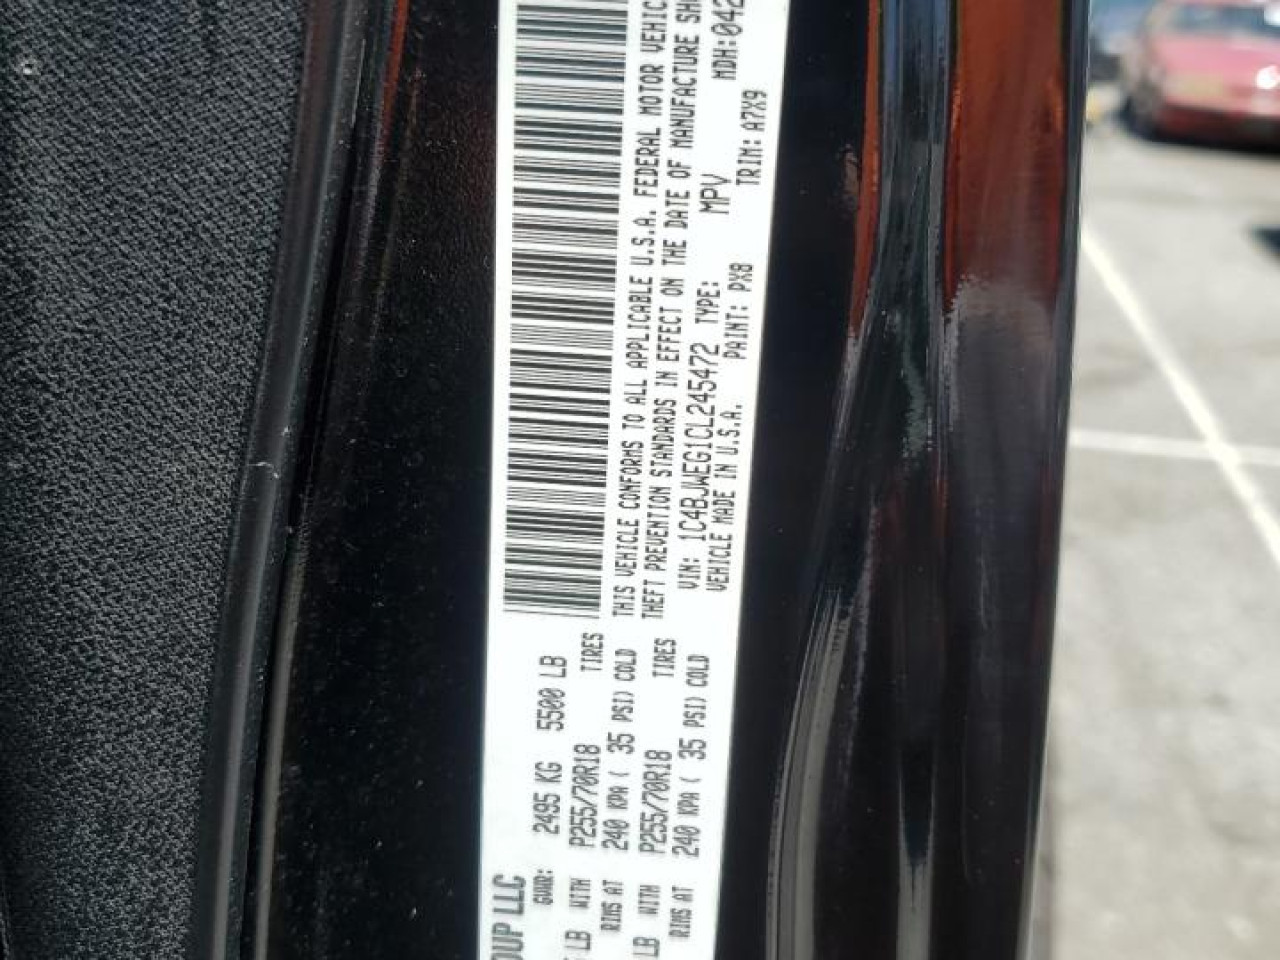 OUP LLC
GVWR: 2495 KG 5500 LB
LB WITH P255/70R18 TIRES
RIMS AT 240 KPA ( 35 PSI) COLD
LB WITH P255/70R18 TIRES
RIMS AT 240 KPA ( 35 PSI) COLD
THIS VEHICLE CONFORMS TO ALL APPLICABLE U.S.A. FEDERAL MOTOR VEHIC
THEFT PREVENTION STANDARDS IN EFFECT ON THE DATE OF MANUFACTURE SH
VIN: 1C4BJWEG1CL245472 TYPE: MPV MDH:042
VEHICLE MADE IN U.S.A. PAINT: PX8 TRIM: A7X9